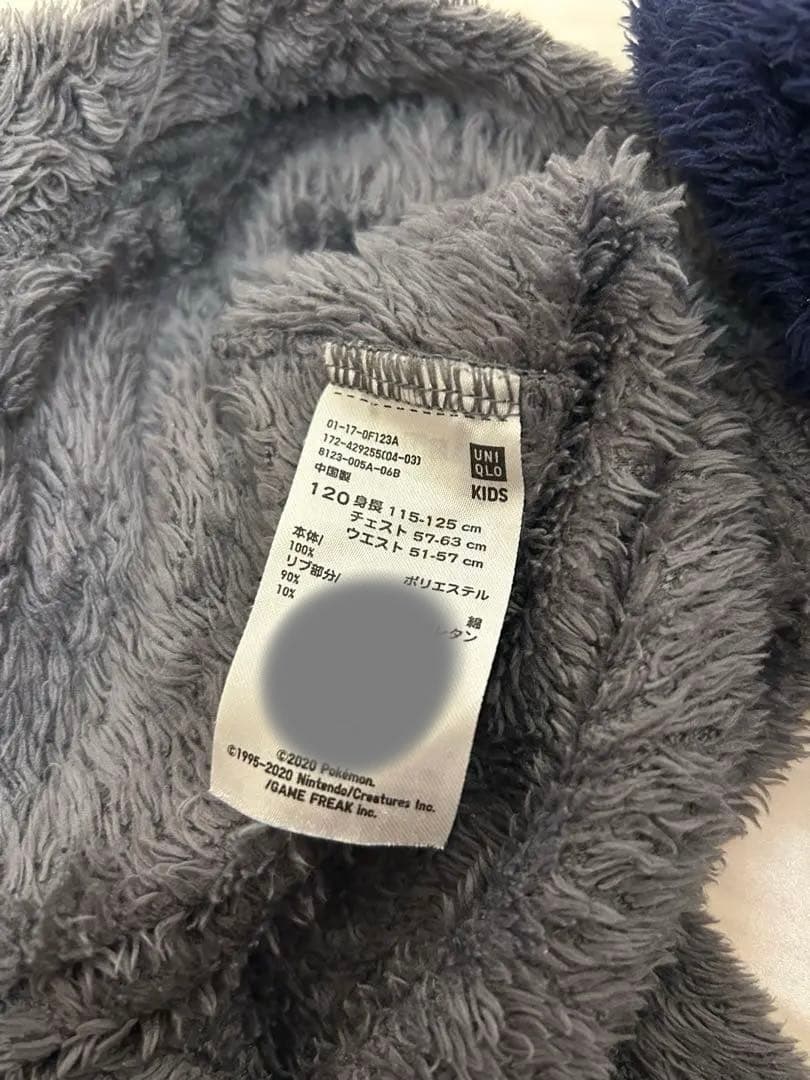 01-17-0F123A
172-429255(04-03)
8123-005A-06B
中国製
UNI
QLO
KIDS
120 身長 115-125 cm
チェスト 57-63 cm
ウエスト 51-57 cm
本体/
100% ポリエステル
リブ部分/
90% 綿
10% レタン
©2020 Pokémon.
©1995-2020 Nintendo/Creatures Inc.
/GAME FREAK inc.